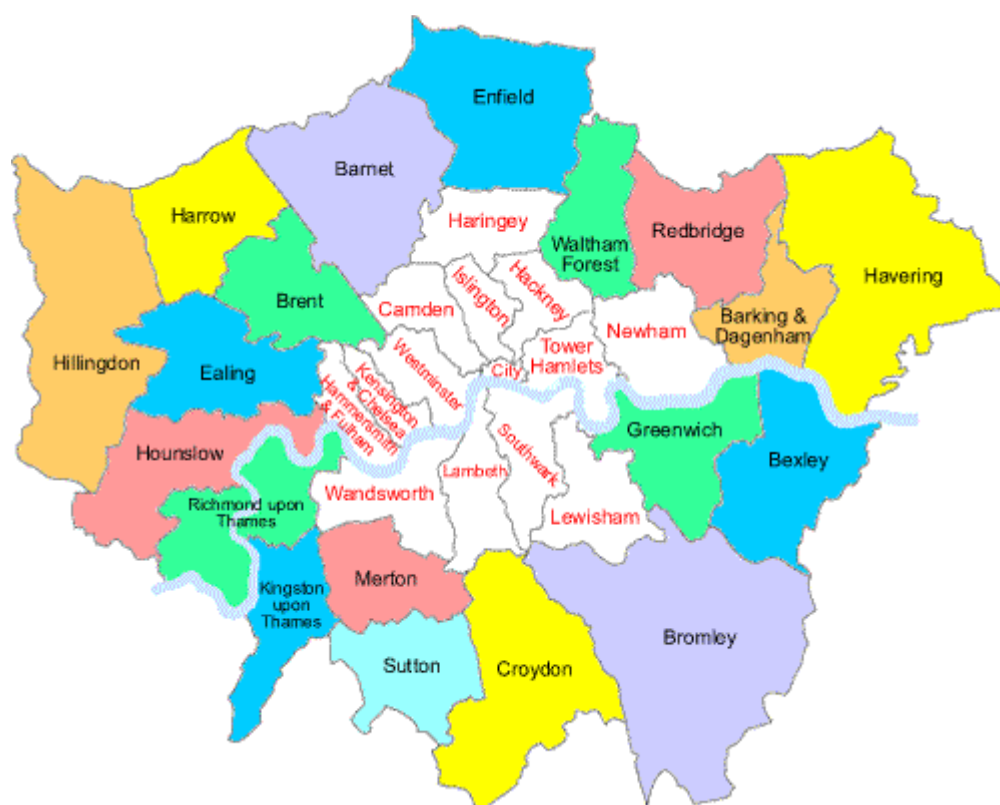 Enfield
Barnet
Harrow
Haringey
Waltham
Forest
Redbridge
Havering
Hillingdon
Brent
Camden
Islington
Hackney
Newham
Barking &
Dagenham
Ealing
Westminster
City
Tower
Hamlets
Kensington
& Chelsea
Hammersmith
& Fulham
Hounslow
Greenwich
Bexley
Richmond upon
Thames
Wandsworth
Lambeth
Southwark
Lewisham
Kingston
upon
Thames
Merton
Sutton
Croydon
Bromley